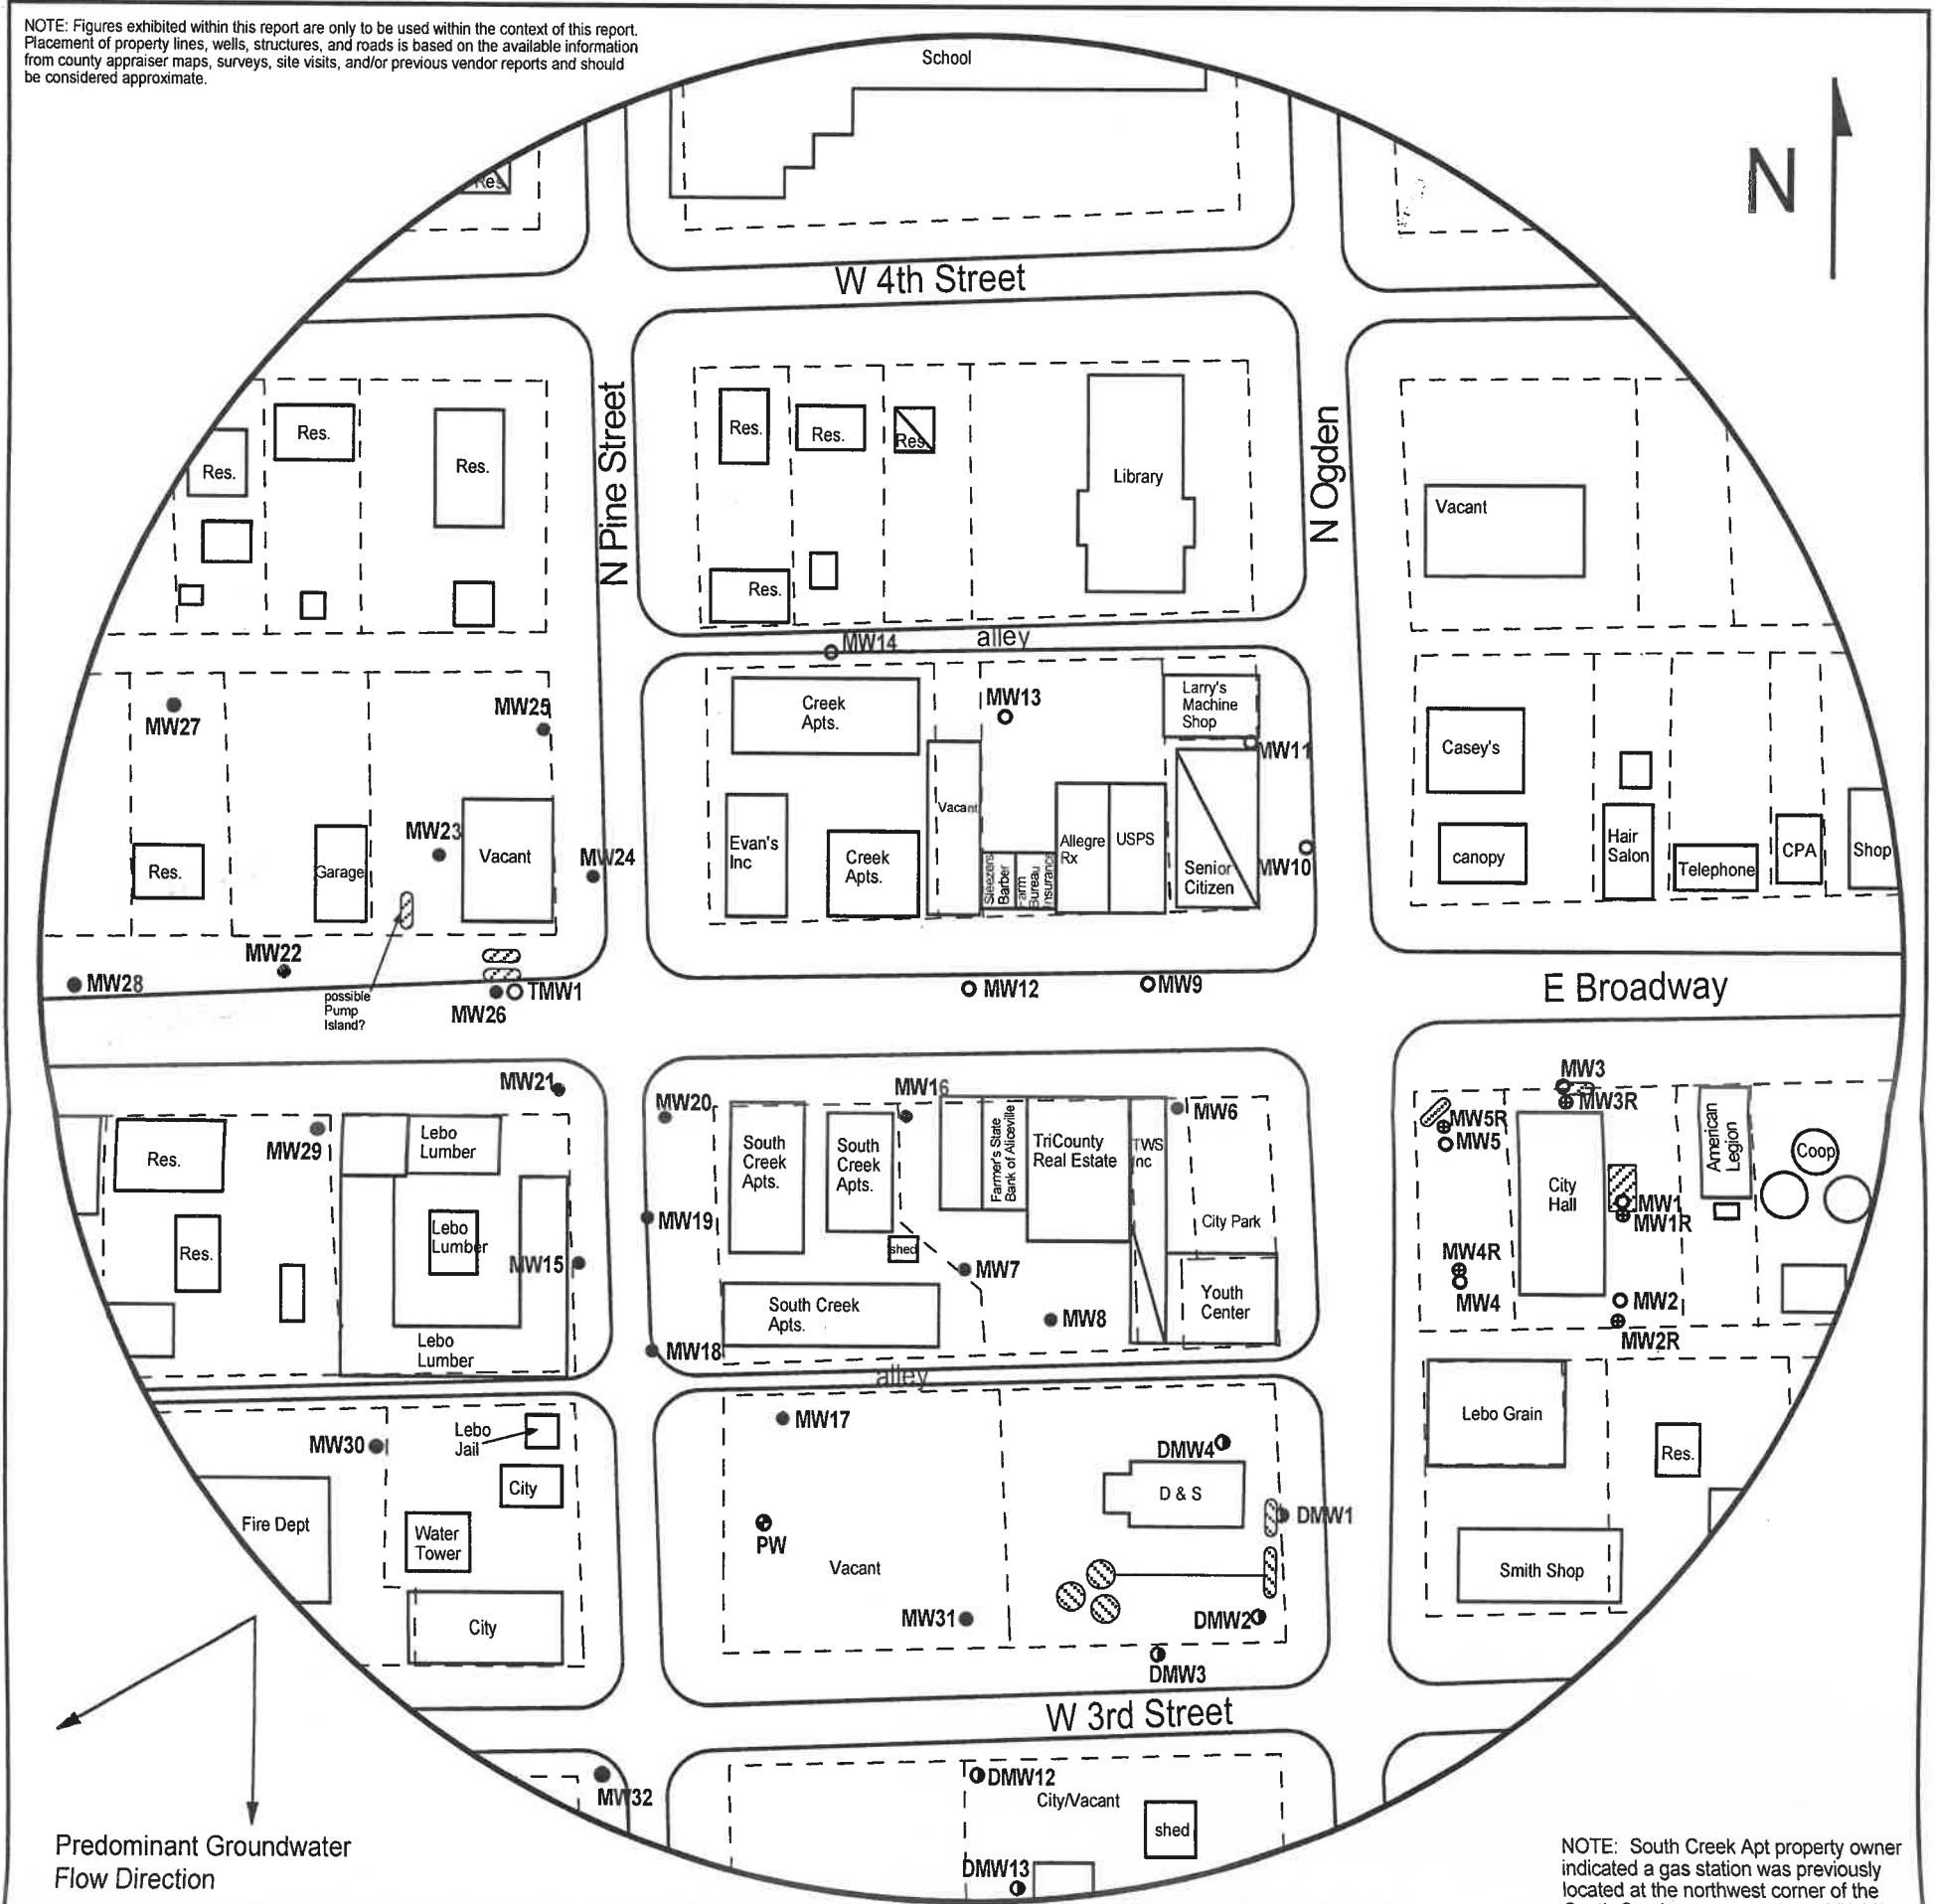 NOTE: Figures exhibited within this report are only to be used within the context of this report.
Placement of property lines, wells, structures, and roads is based on the available information
from county appraiser maps, surveys, site visits, and/or previous vendor reports and should
be considered approximate.
School
N
Res
W 4th Street
N Pine Street
N Ogden
Res.
Res.
Res.
Res.
Res.
Res.
Library
Vacant
Res.
alley
MW14
MW27
MW25
Creek
Apts.
MW13
Larry's
Machine
Shop
MW11
Casey's
MW23
Vacant
MW24
Res.
Garage
Evan's
Inc
Creek
Apts.
Vacant
Sleezers
Barber
Farm
Bureau
Insurance
Allegre
Rx
USPS
Senior
Citizen
MW10
canopy
Hair
Salon
Telephone
CPA
Shop
MW22
MW28
possible
Pump
Island?
TMW1
MW26
MW12
MW9
E Broadway
MW21
MW20
MW16
MW6
MW3
MW3R
MW5R
MW5
MW29
Res.
Lebo
Lumber
South
Creek
Apts.
South
Creek
Apts.
Farmer's State
Bank of Aliceville
TriCounty
Real Estate
TWS
Inc
City
Hall
American
Legion
Coop
MW1
MW1R
MW19
City Park
Res.
Lebo
Lumber
MW15
shed
MW7
MW4R
MW4
MW2
MW2R
South Creek
Apts.
MW8
Youth
Center
Lebo
Lumber
MW18
alley
MW17
Lebo Grain
MW30
Lebo
Jail
DMW4
Res.
City
D & S
DMW1
Fire Dept
Water
Tower
PW
Vacant
Smith Shop
City
MW31
DMW2
DMW3
W 3rd Street
MW32
DMW12
City/Vacant
shed
DMW13
Predominant Groundwater
Flow Direction
NOTE: South Creek Apt property owner
indicated a gas station was previously
located at the northwest corner of the